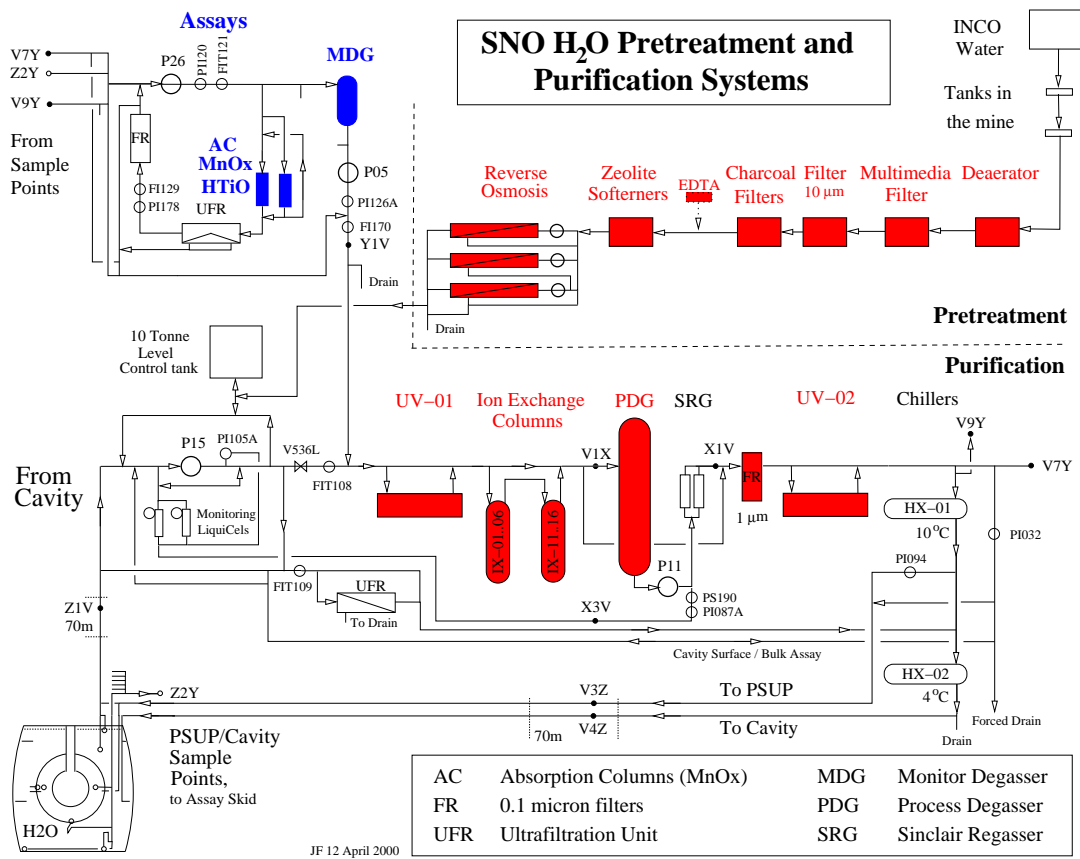 SNO H2O Pretreatment and
Purification Systems
Assays
MDG
V7Y
Z2Y
V9Y
From
Sample
Points
P26
PI120
FIT121
FR
FI129
PI178
UFR
AC
MnOx
HTiO
P05
PI126A
FI170
Y1V
Drain
INCO
Water
Tanks in
the mine
Reverse
Osmosis
Zeolite
Softerners
EDTA
Charcoal
Filters
Filter
10 μm
Multimedia
Filter
Deaerator
Drain
Pretreatment
Purification
10 Tonne
Level
Control tank
From
Cavity
P15
PI105A
V536L
FIT108
Monitoring
LiquiCels
UV−01
Ion Exchange
Columns
IX−01..06
IX−11..16
PDG
V1X
SRG
X1V
FR
1 μm
UV−02
Chillers
V9Y
V7Y
HX−01
10°C
PI032
PI094
P11
PS190
PI087A
X3V
FIT109
UFR
To Drain
Z1V
70m
Cavity Surface / Bulk Assay
HX−02
4°C
Z2Y
V3Z
To PSUP
V4Z
To Cavity
70m
Forced Drain
Drain
PSUP/Cavity
Sample
Points,
to Assay Skid
H2O
JF 12 April 2000
AC Absorption Columns (MnOx) MDG Monitor Degasser
FR 0.1 micron filters PDG Process Degasser
UFR Ultrafiltration Unit SRG Sinclair Regasser